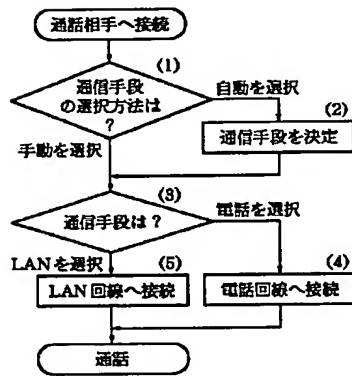 通話相手へ接続
(1)
通信手段
の選択方法は
?
自動を選択
(2)
通信手段を決定
手動を選択
(3)
通信手段は?
電話を選択
LANを選択
(5)
(4)
LAN回線へ接続
電話回線へ接続
通話